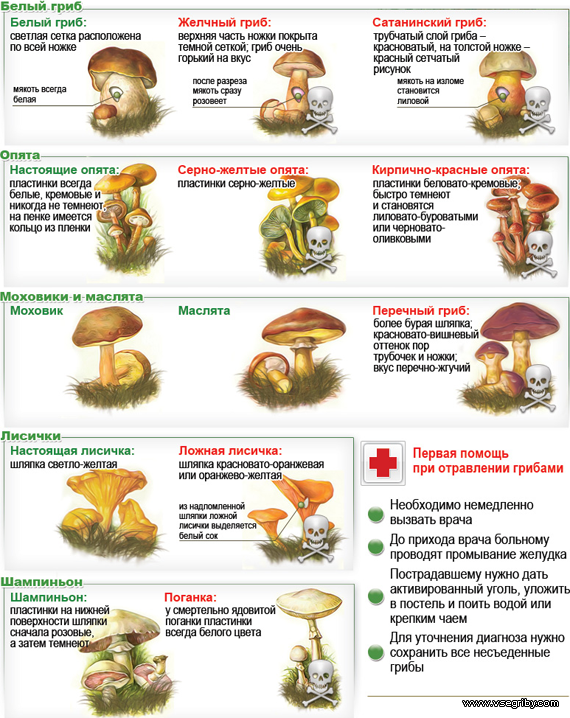 Белый гриб
Белый гриб:
светлая сетка расположена
по всей ножке
мякоть всегда
белая
Желчный гриб:
верхняя часть ножки покрыта
темной сеткой; гриб очень
горький на вкус
после разреза
мякоть сразу
розовеет
Сатанинский гриб:
трубчатый слой гриба –
красноватый, на толстой ножке –
красный сетчатый
рисунок
мякоть на изломе
становится
лиловой
Опята
Настоящие опята:
пластинки всегда
белые, кремовые и
никогда не темнеют,
на пенке имеется
кольцо из пленки
Серно-желтые опята:
пластинки серно-желтые
Кирпично-красные опята:
пластинки беловато-кремовые,
быстро темнеют
и становятся
лиловато-буроватыми
или черновато-
оливковыми
Моховики и маслята
Моховик
Маслята
Перечный гриб:
более бурая шляпка;
красновато-вишневый
оттенок пор
трубочек и ножки;
вкус перечно-жгучий
Лисички
Настоящая лисичка:
шляпка светло-желтая
Ложная лисичка:
шляпка красновато-оранжевая
или оранжево-желтая
из надломленной
шляпки ложной
лисички выделяется
белый сок
Шампиньон
Шампиньон:
пластинки на нижней
поверхности шляпки
сначала розовые,
а затем темнеют
Поганка:
у смертельно ядовитой
поганки пластинки
всегда белого цвета
Первая помощь
при отравлении грибами
Необходимо немедленно
вызвать врача
До прихода врача больному
проводят промывание желудка
Пострадавшему нужно дать
активированный уголь, уложить
в постель и поить водой или
крепким чаем
Для уточнения диагноза нужно
сохранить все несъеденные
грибы
www.vsegriby.com